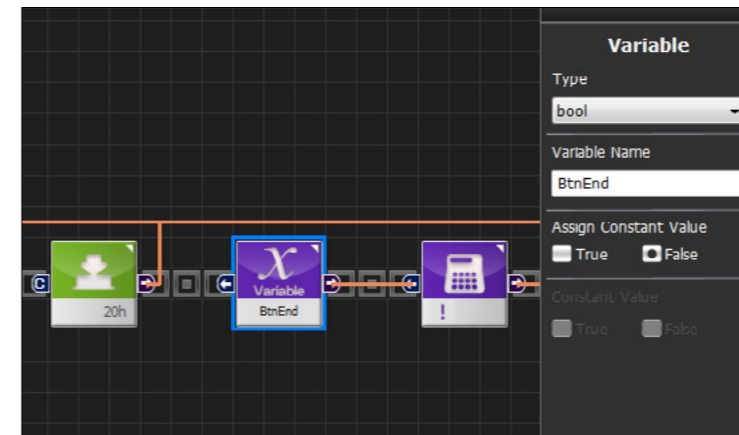 Variable
Type
bool
Variable Name
BtnEnd
Assign Constant Value
True False
Constant Value
True False
C
20h
X
Variable
BtnEnd
!